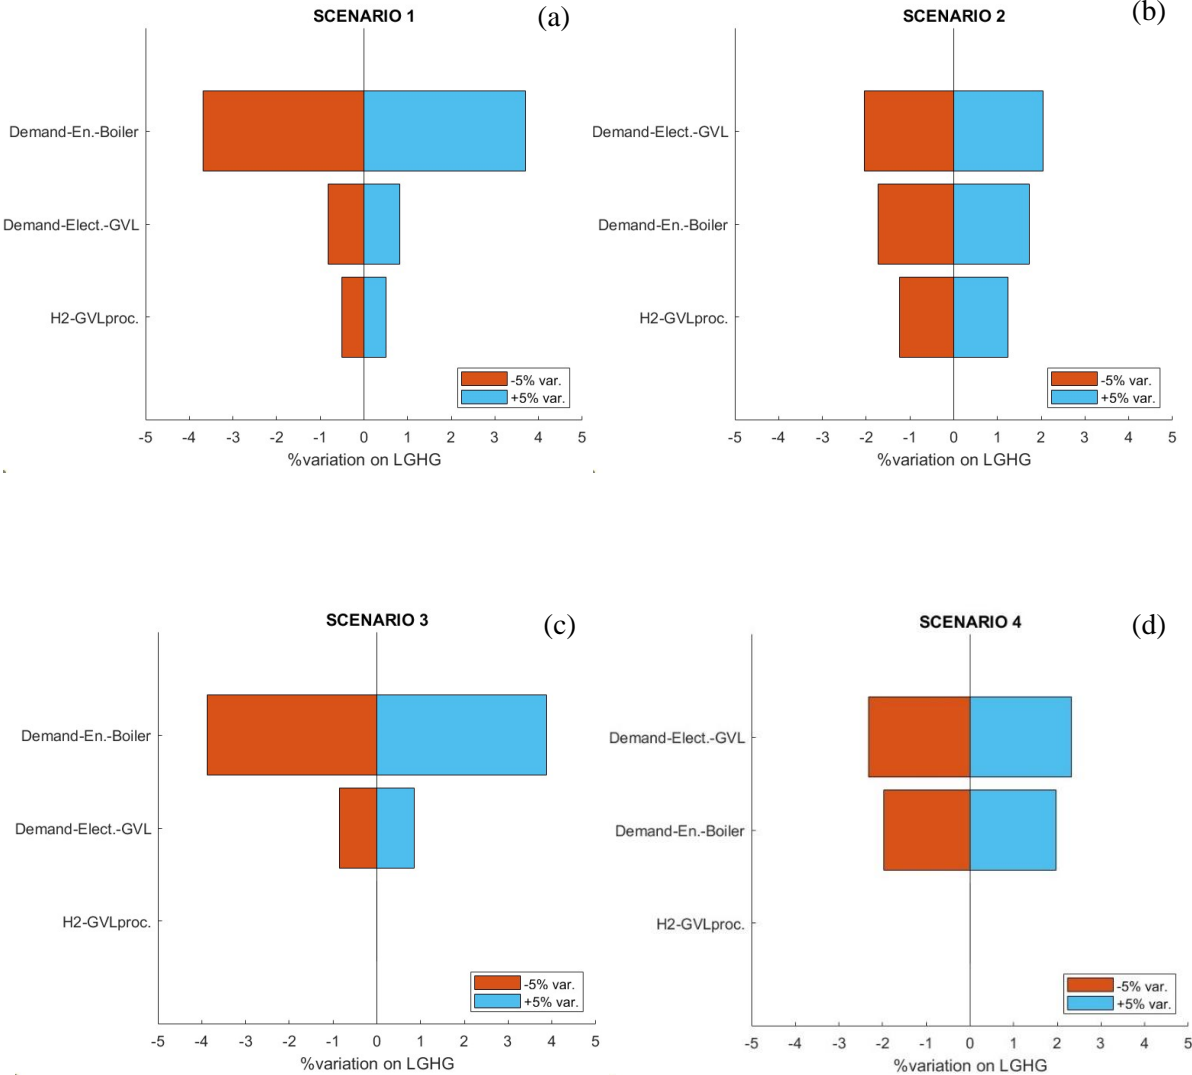 SCENARIO 1
(a)
Demand-En.-Boiler
Demand-Elect.-GVL
H2-GVLproc.
-5% var.
+5% var.
-5 -4 -3 -2 -1 0 1 2 3 4 5
%variation on LGHG
SCENARIO 2
(b)
Demand-Elect.-GVL
Demand-En.-Boiler
H2-GVLproc.
-5% var.
+5% var.
-5 -4 -3 -2 -1 0 1 2 3 4 5
%variation on LGHG
SCENARIO 3
(c)
Demand-En.-Boiler
Demand-Elect.-GVL
H2-GVLproc.
-5% var.
+5% var.
-5 -4 -3 -2 -1 0 1 2 3 4 5
%variation on LGHG
SCENARIO 4
(d)
Demand-Elect.-GVL
Demand-En.-Boiler
H2-GVLproc.
-5% var.
+5% var.
-5 -4 -3 -2 -1 0 1 2 3 4 5
%variation on LGHG